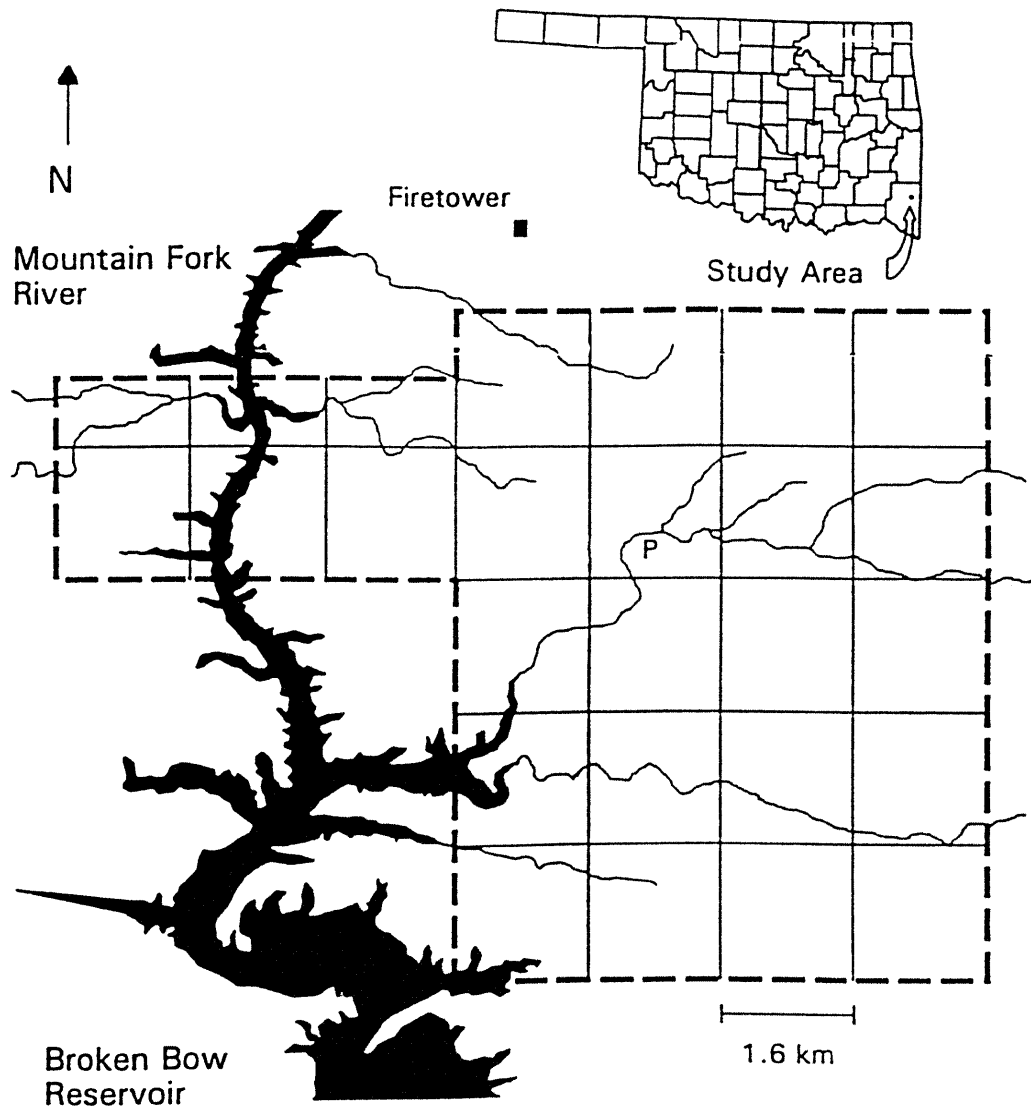 N
Firetower
Mountain Fork
River
Study Area
P
1.6 km
Broken Bow
Reservoir